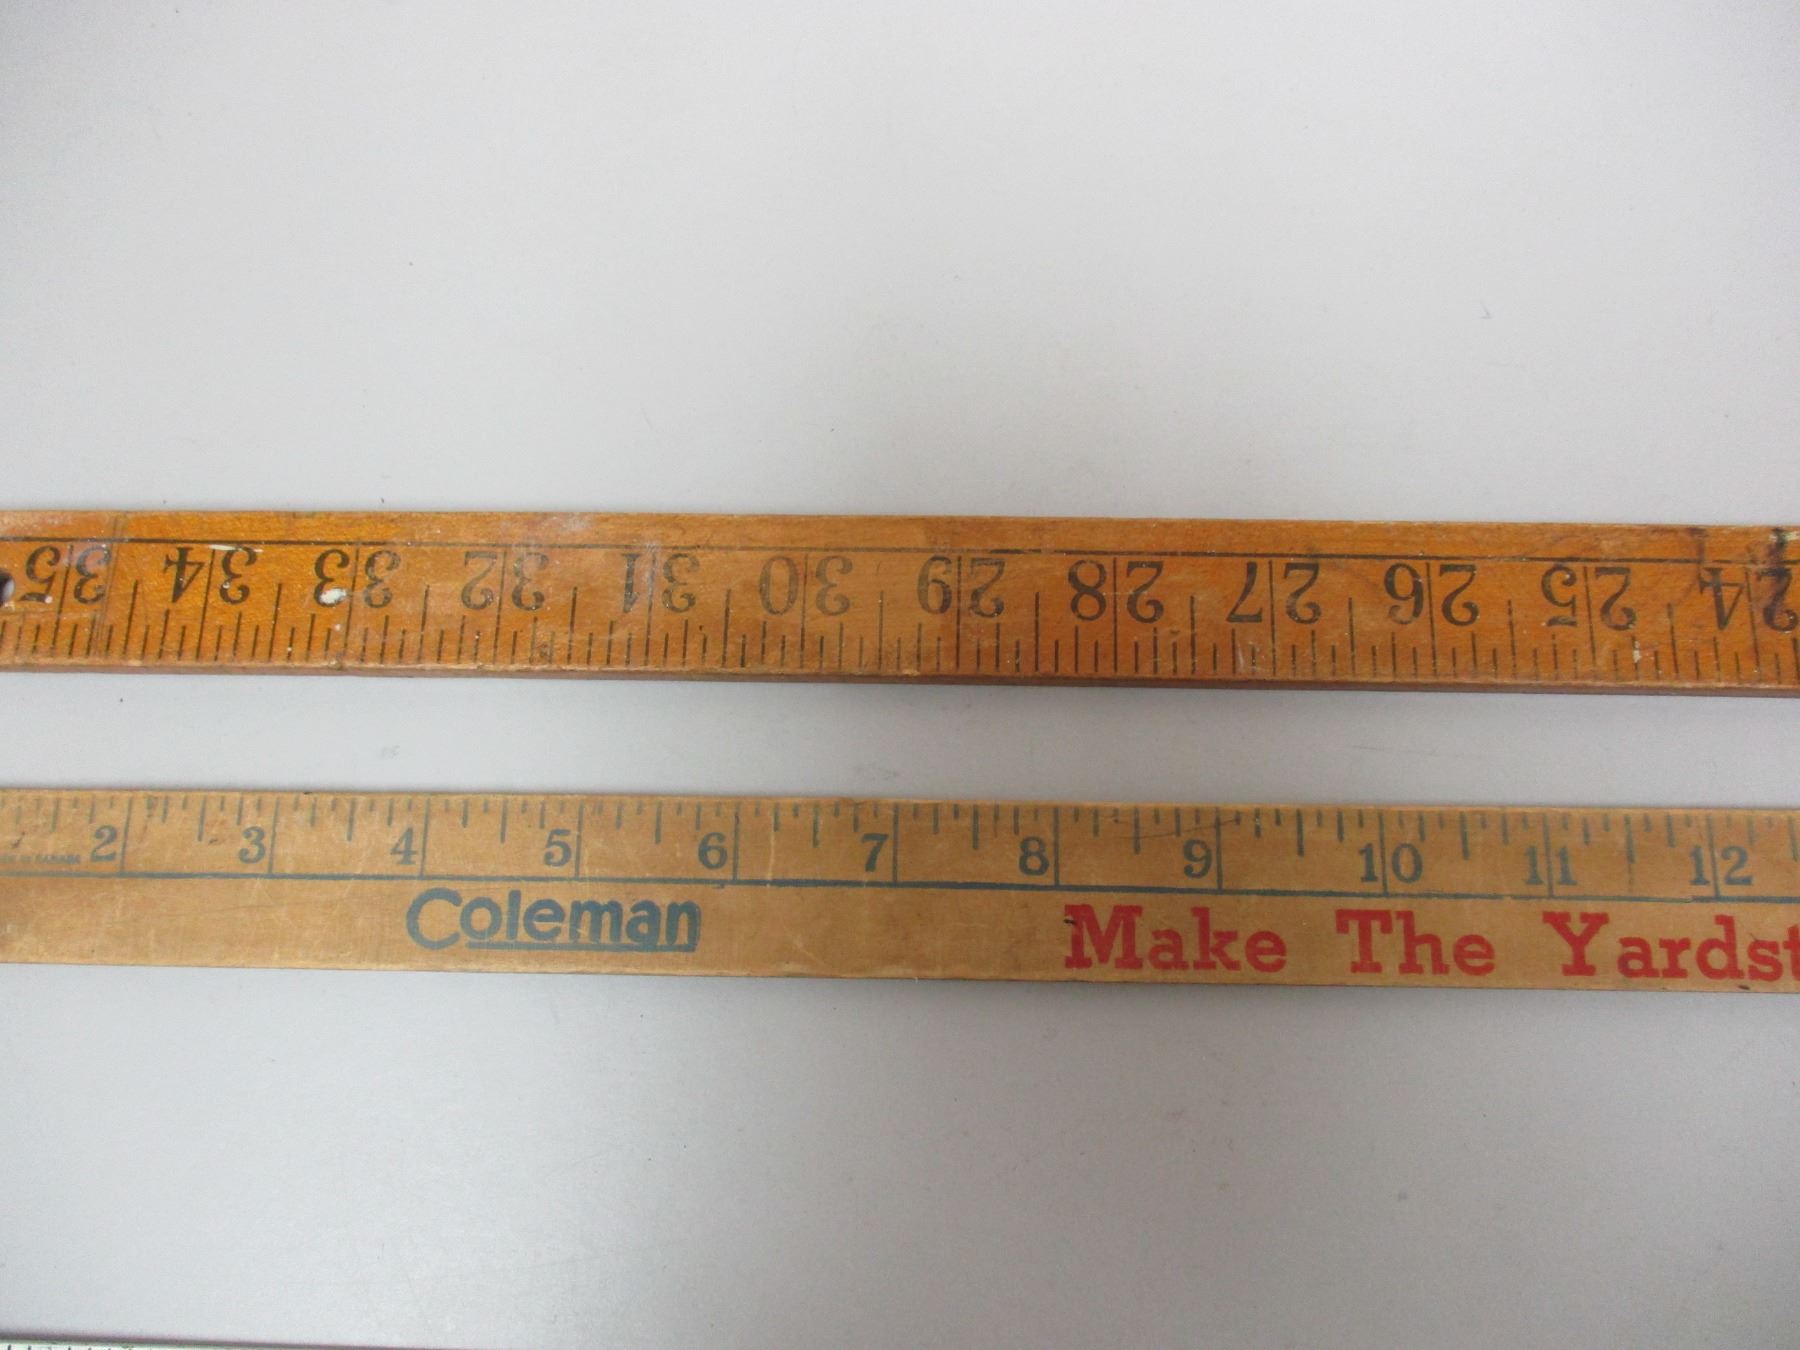 35 34 33 32 31 30 29 28 27 26 25 24
2 3 4 5 6 7 8 9 10 11 12
CANADA
Coleman Make The Yardst